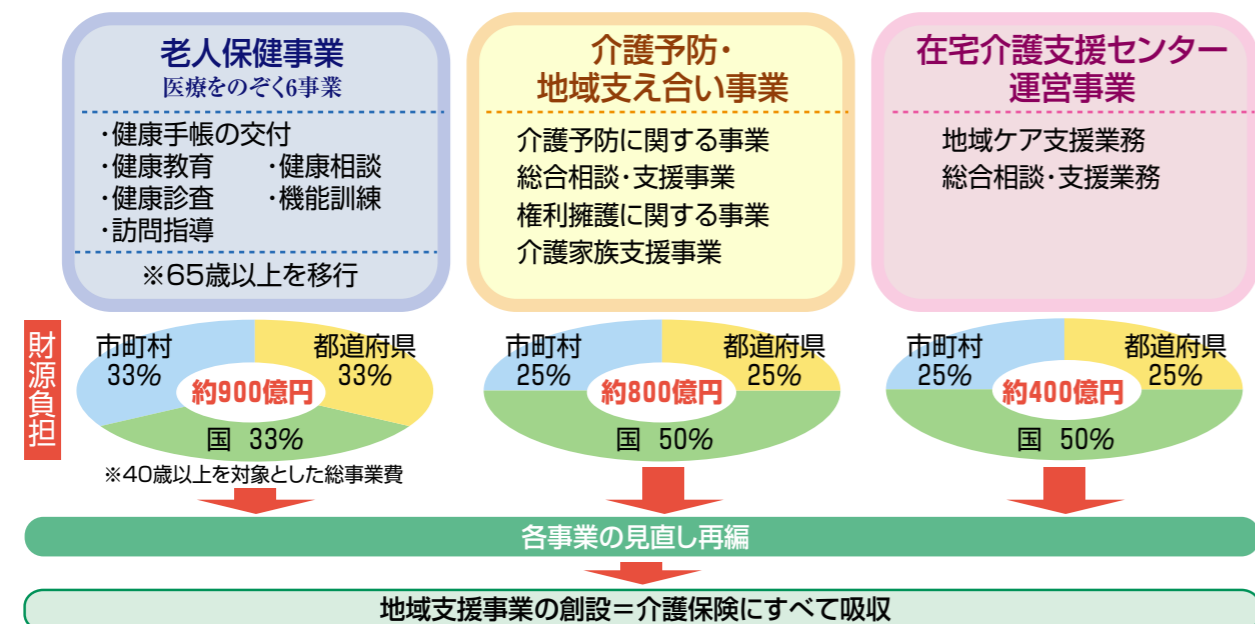 老人保健事業
医療をのぞく6事業
・健康手帳の交付
・健康教育　・健康相談
・健康診査　・機能訓練
・訪問指導
※65歳以上を移行
介護予防・
地域支え合い事業
介護予防に関する事業
総合相談・支援事業
権利擁護に関する事業
介護家族支援事業
在宅介護支援センター
運営事業
地域ケア支援業務
総合相談・支援業務
財源負担
市町村
33%
都道府県
33%
約900億円
国 33%
※40歳以上を対象とした総事業費
市町村
25%
都道府県
25%
約800億円
国 50%
市町村
25%
都道府県
25%
約400億円
国 50%
各事業の見直し再編
地域支援事業の創設=介護保険にすべて吸収